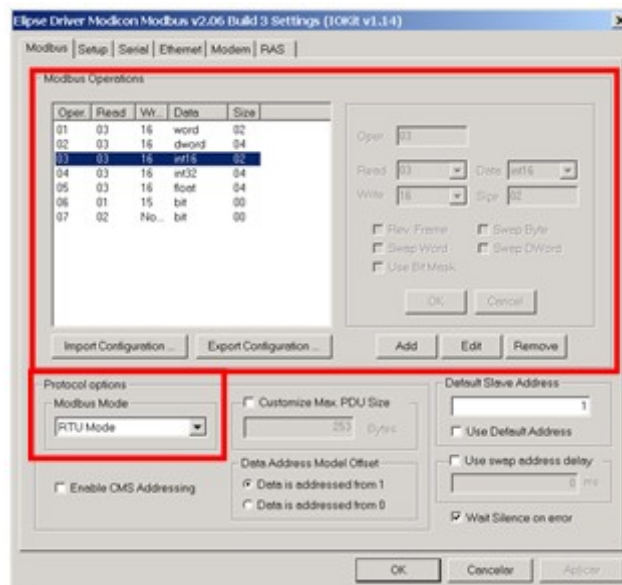 Elipse Driver Modicon Modbus v2.06 Build 3 Settings (IOKit v1.14)
Modbus Setup Serial Ethernet Modem RAS
Modbus Operations
Oper. Read Wr... Data Size
01 03 16 word 02
02 03 16 dword 04
03 03 16 int16 02
04 03 16 int32 04
05 03 16 float 04
06 01 15 bit 00
07 02 No... bit 00
Oper 03
Read 03 Data int16
Write 16 Size 02
Rev. Frame Swap Byte
Swap Word Swap DWord
Use Bit Mask
OK Cancel
Import Configuration ... Export Configuration ... Add Edit Remove
Protocol options
Modbus Mode
RTU Mode
Enable CMS Addressing
Customize Max. PDU Size
253 Bytes
Data Address Model Offset
Data is addressed from 1
Data is addressed from 0
Default Slave Address
1
Use Default Address
Use swap address delay
0 ms
Wait Silence on error
OK Cancelar Aplicar